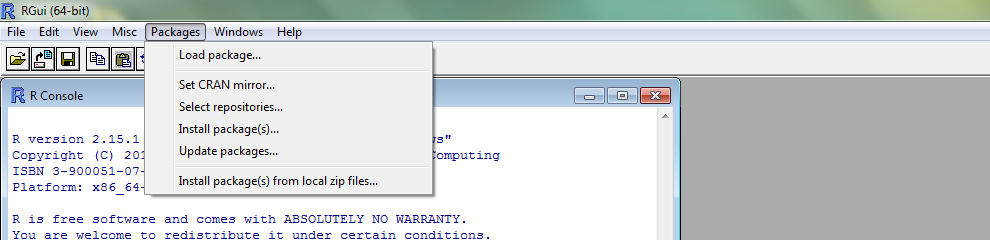 RGui (64-bit)
File Edit View Misc Packages Windows Help
Load package...
Set CRAN mirror...
Select repositories...
Install package(s)...
Update packages...
Install package(s) from local zip files...
R Console
R version 2.15.1
Copyright (C) 20 Computing
ISBN 3-900051-07-
Platform: x86_64-
R is free software and comes with ABSOLUTELY NO WARRANTY.
You are welcome to redistribute it under certain conditions.